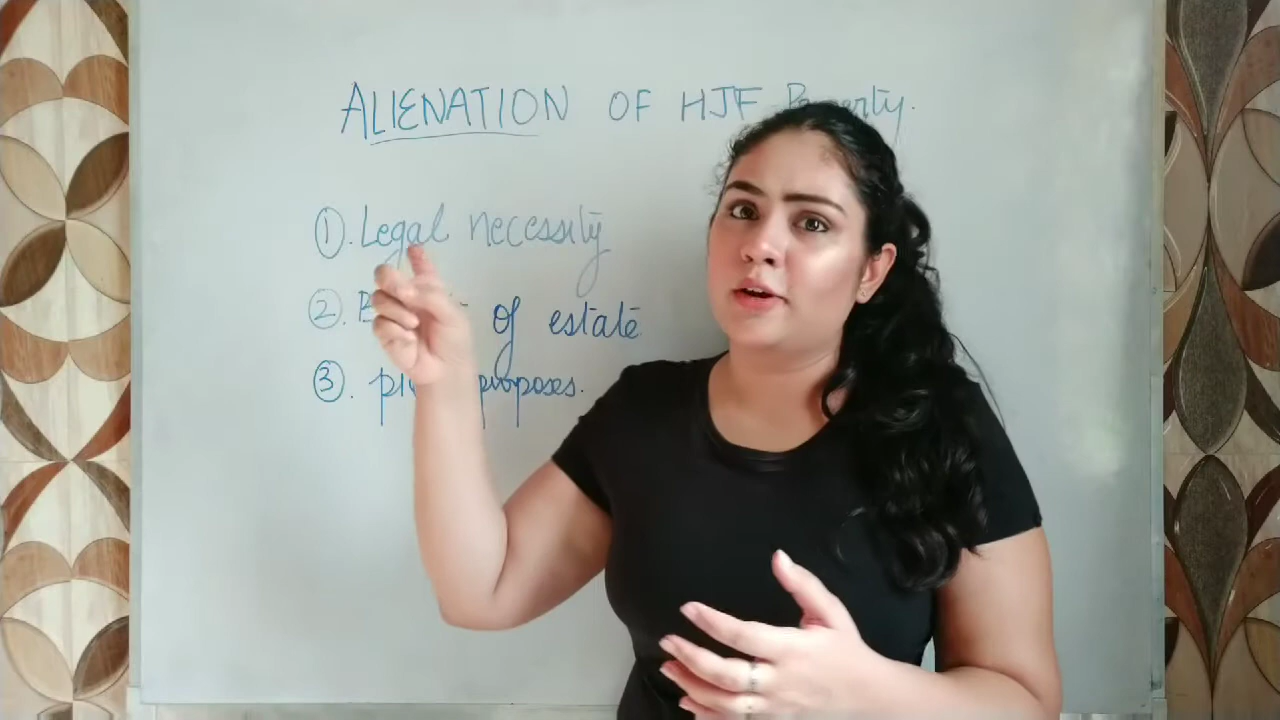 ALIENATION OF HJF
①. Legal necessity
②. of estate
③. purposes.